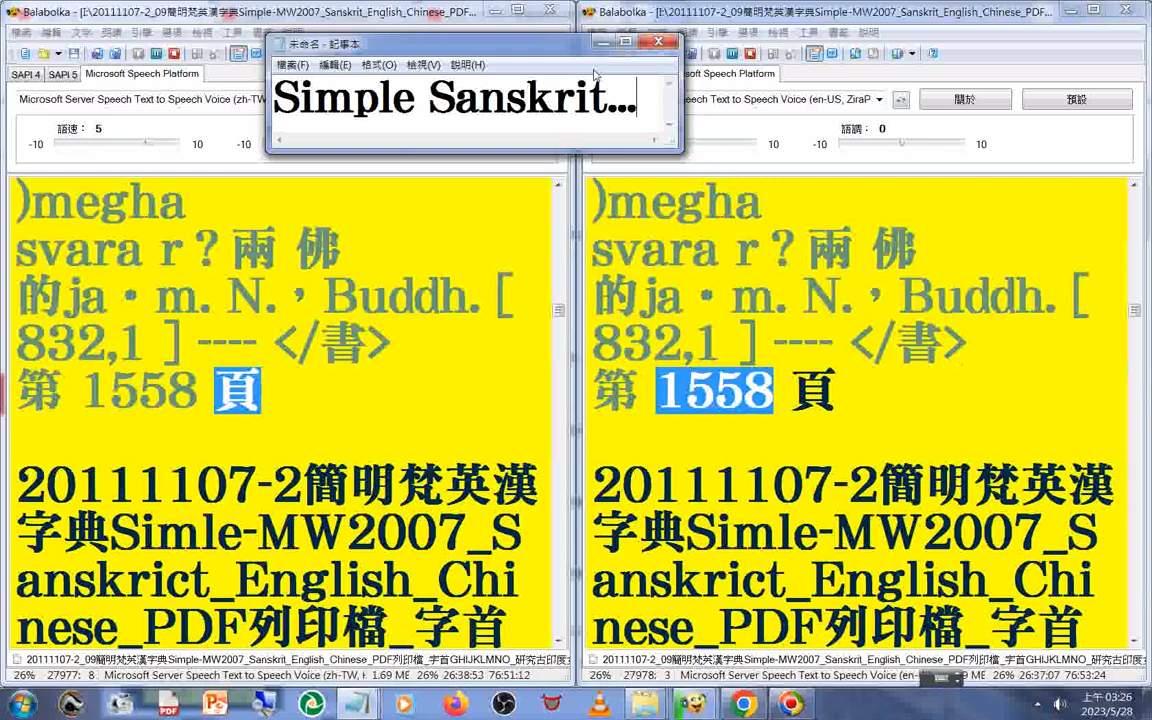 Balabolka - [I:\20111107-2_09簡明梵英漢字典Simple-MW2007_Sanskrit_English_Chinese_PDF...
Balabolka - [I:\20111107-2_09簡明梵英漢字典Simple-MW2007_Sanskrit_English_Chinese_PDF...
未命名 - 記事本
檔案(F) 編輯(E) 格式(O) 檢視(V) 說明(H)
Simple Sanskrit...
SAPI 4 SAPI 5 Microsoft Speech Platform
Speech Platform
Microsoft Server Speech Text to Speech Voice (zh-TW
eech Text to Speech Voice (en-US, ZiraP
關於 預設
語速： 5
-10 10 -10
語調： 0
10 -10 10
)megha
svara r？兩 佛
的ja‧m. N.，Buddh. [
832,1 ] ---- </書>
第 1558 頁
20111107-2簡明梵英漢
字典Simle-MW2007_S
anskrict_English_Chi
nese_PDF列印檔_字首
)megha
svara r？兩 佛
的ja‧m. N.，Buddh. [
832,1 ] ---- </書>
第 1558 頁
20111107-2簡明梵英漢
字典Simle-MW2007_S
anskrict_English_Chi
nese_PDF列印檔_字首
20111107-2_09簡明梵英漢字典Simple-MW2007_Sanskrit_English_Chinese_PDF列印檔_字首GHIJKLMNO_研究古印度
20111107-2_09簡明梵英漢字典Simple-MW2007_Sanskrit_English_Chinese_PDF列印檔_字首GHIJKLMNO_研究古印度
26% 27977: 8 Microsoft Server Speech Text to Speech Voice (zh-TW, 1.69 ME 26% 26:38:53 76:51:12
26% 27978: 3 Microsoft Server Speech Text to Speech Voice (en-US, 26% 26:37:07 76:53:24
上午 03:26
2023/5/28